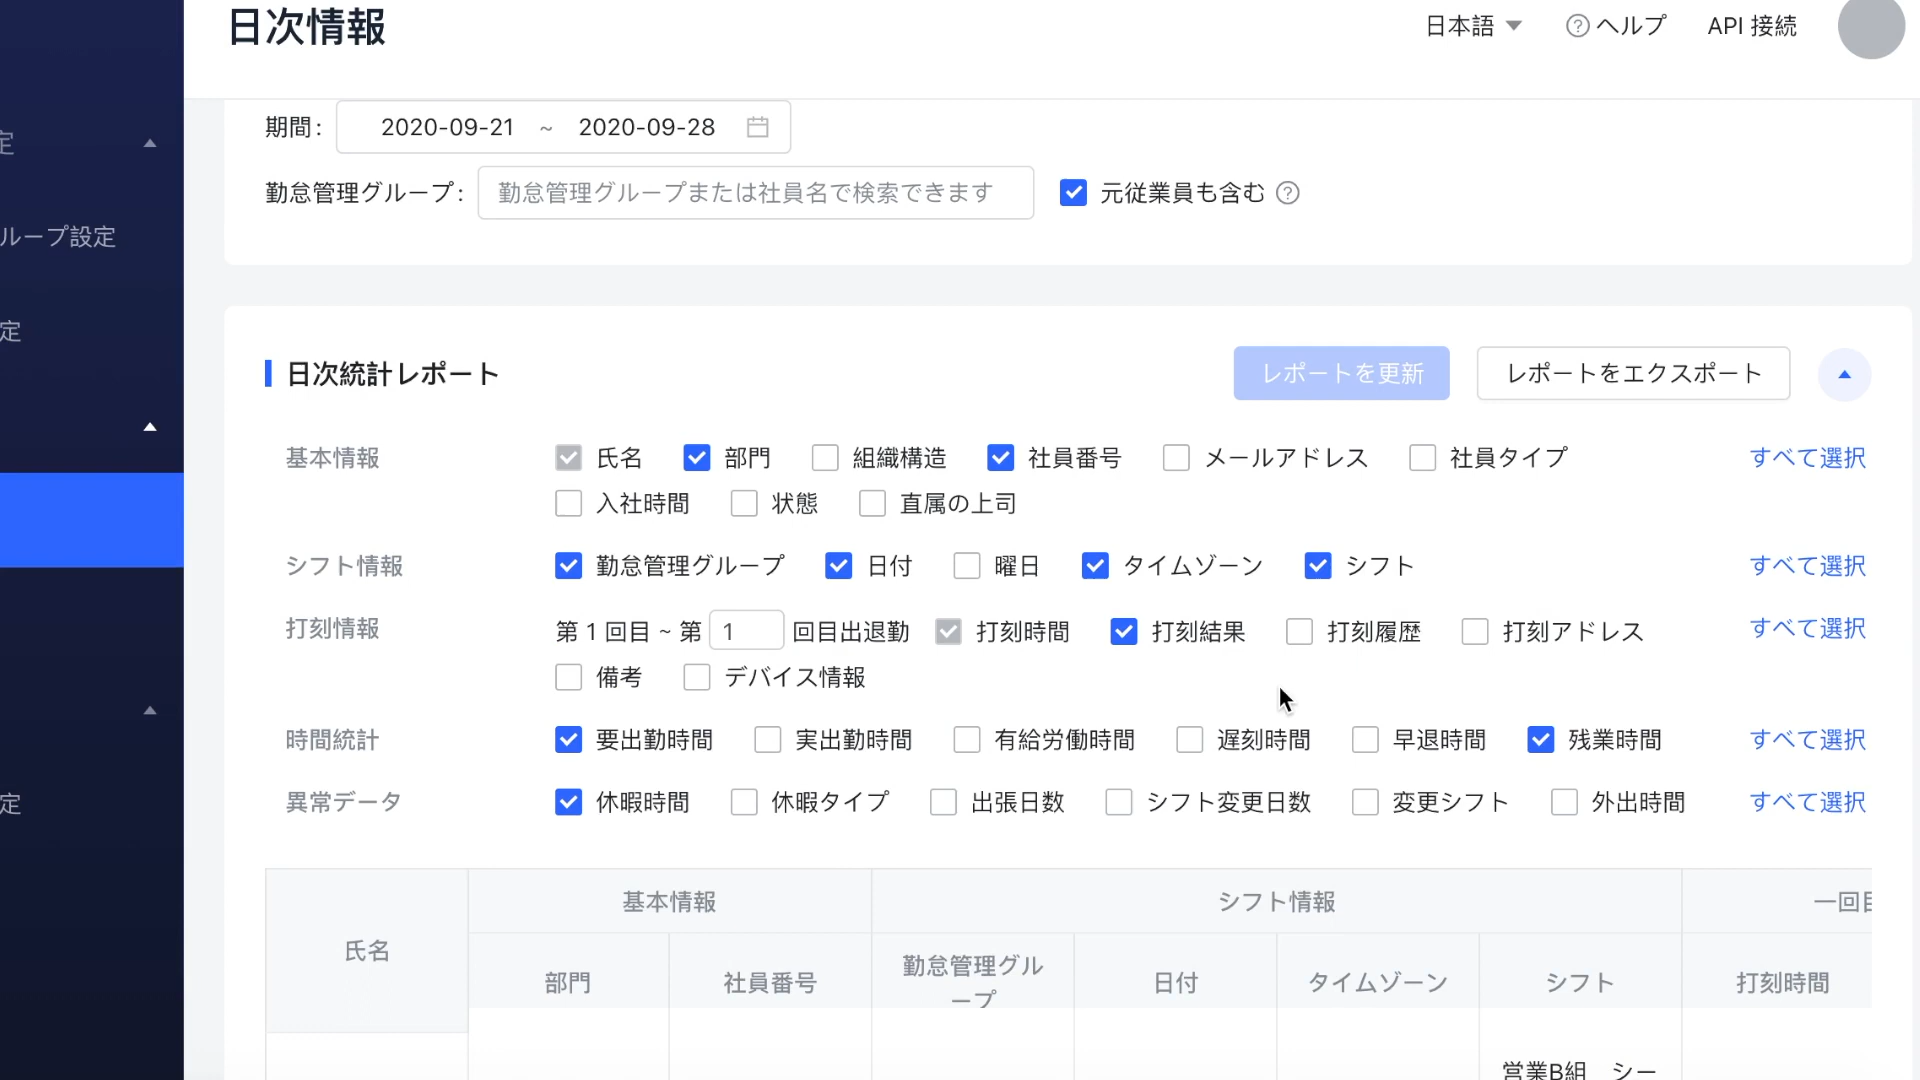 日次情報
日本語
ヘルプ
API 接続
定
ループ設定
定
定
期間:
2020-09-21 ~ 2020-09-28
勤怠管理グループ:
勤怠管理グループまたは社員名で検索できます
元従業員も含む
日次統計レポート
レポートを更新
レポートをエクスポート
基本情報
氏名 部門 組織構造 社員番号 メールアドレス 社員タイプ
すべて選択
入社時間 状態 直属の上司
シフト情報
勤怠管理グループ 日付 曜日 タイムゾーン シフト
すべて選択
打刻情報
第 1 回目 ~ 第 1 回目出退勤 打刻時間 打刻結果 打刻履歴 打刻アドレス
すべて選択
備考 デバイス情報
時間統計
要出勤時間 実出勤時間 有給労働時間 遅刻時間 早退時間 残業時間
すべて選択
異常データ
休暇時間 休暇タイプ 出張日数 シフト変更日数 変更シフト 外出時間
すべて選択
氏名
基本情報
シフト情報
一回目
部門
社員番号
勤怠管理グル
ープ
日付
タイムゾーン
シフト
打刻時間
営業B組 シー